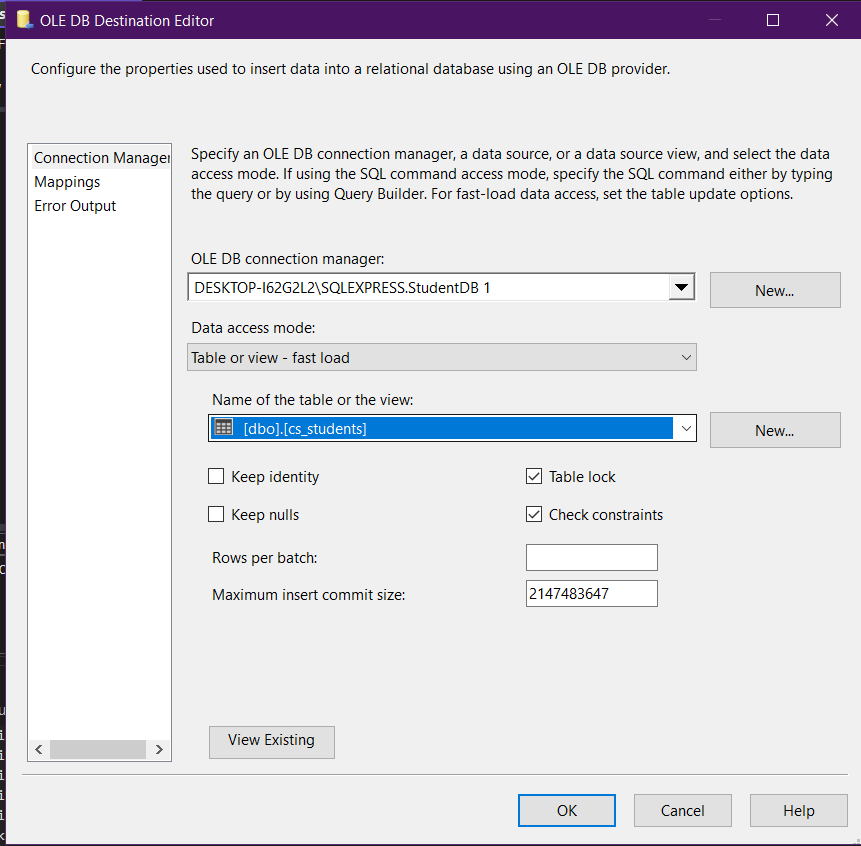 OLE DB Destination Editor
Configure the properties used to insert data into a relational database using an OLE DB provider.
Connection Manager
Mappings
Error Output
Specify an OLE DB connection manager, a data source, or a data source view, and select the data
access mode. If using the SQL command access mode, specify the SQL command either by typing
the query or by using Query Builder. For fast-load data access, set the table update options.
OLE DB connection manager:
DESKTOP-I62G2L2\SQLEXPRESS.StudentDB 1
New...
Data access mode:
Table or view - fast load
Name of the table or the view:
[dbo].[cs_students]
New...
Keep identity
Table lock
Keep nulls
Check constraints
Rows per batch:
Maximum insert commit size:
2147483647
View Existing
OK
Cancel
Help